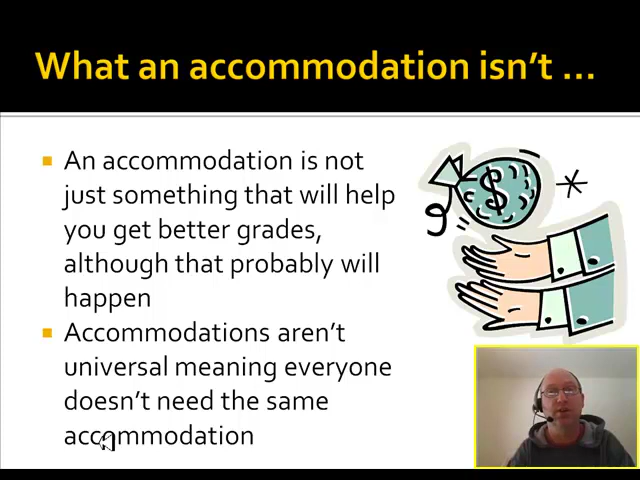 What an accommodation isn't ...
An accommodation is not
just something that will help
you get better grades,
although that probably will
happen
Accommodations aren't
universal meaning everyone
doesn't need the same
accommodation
$